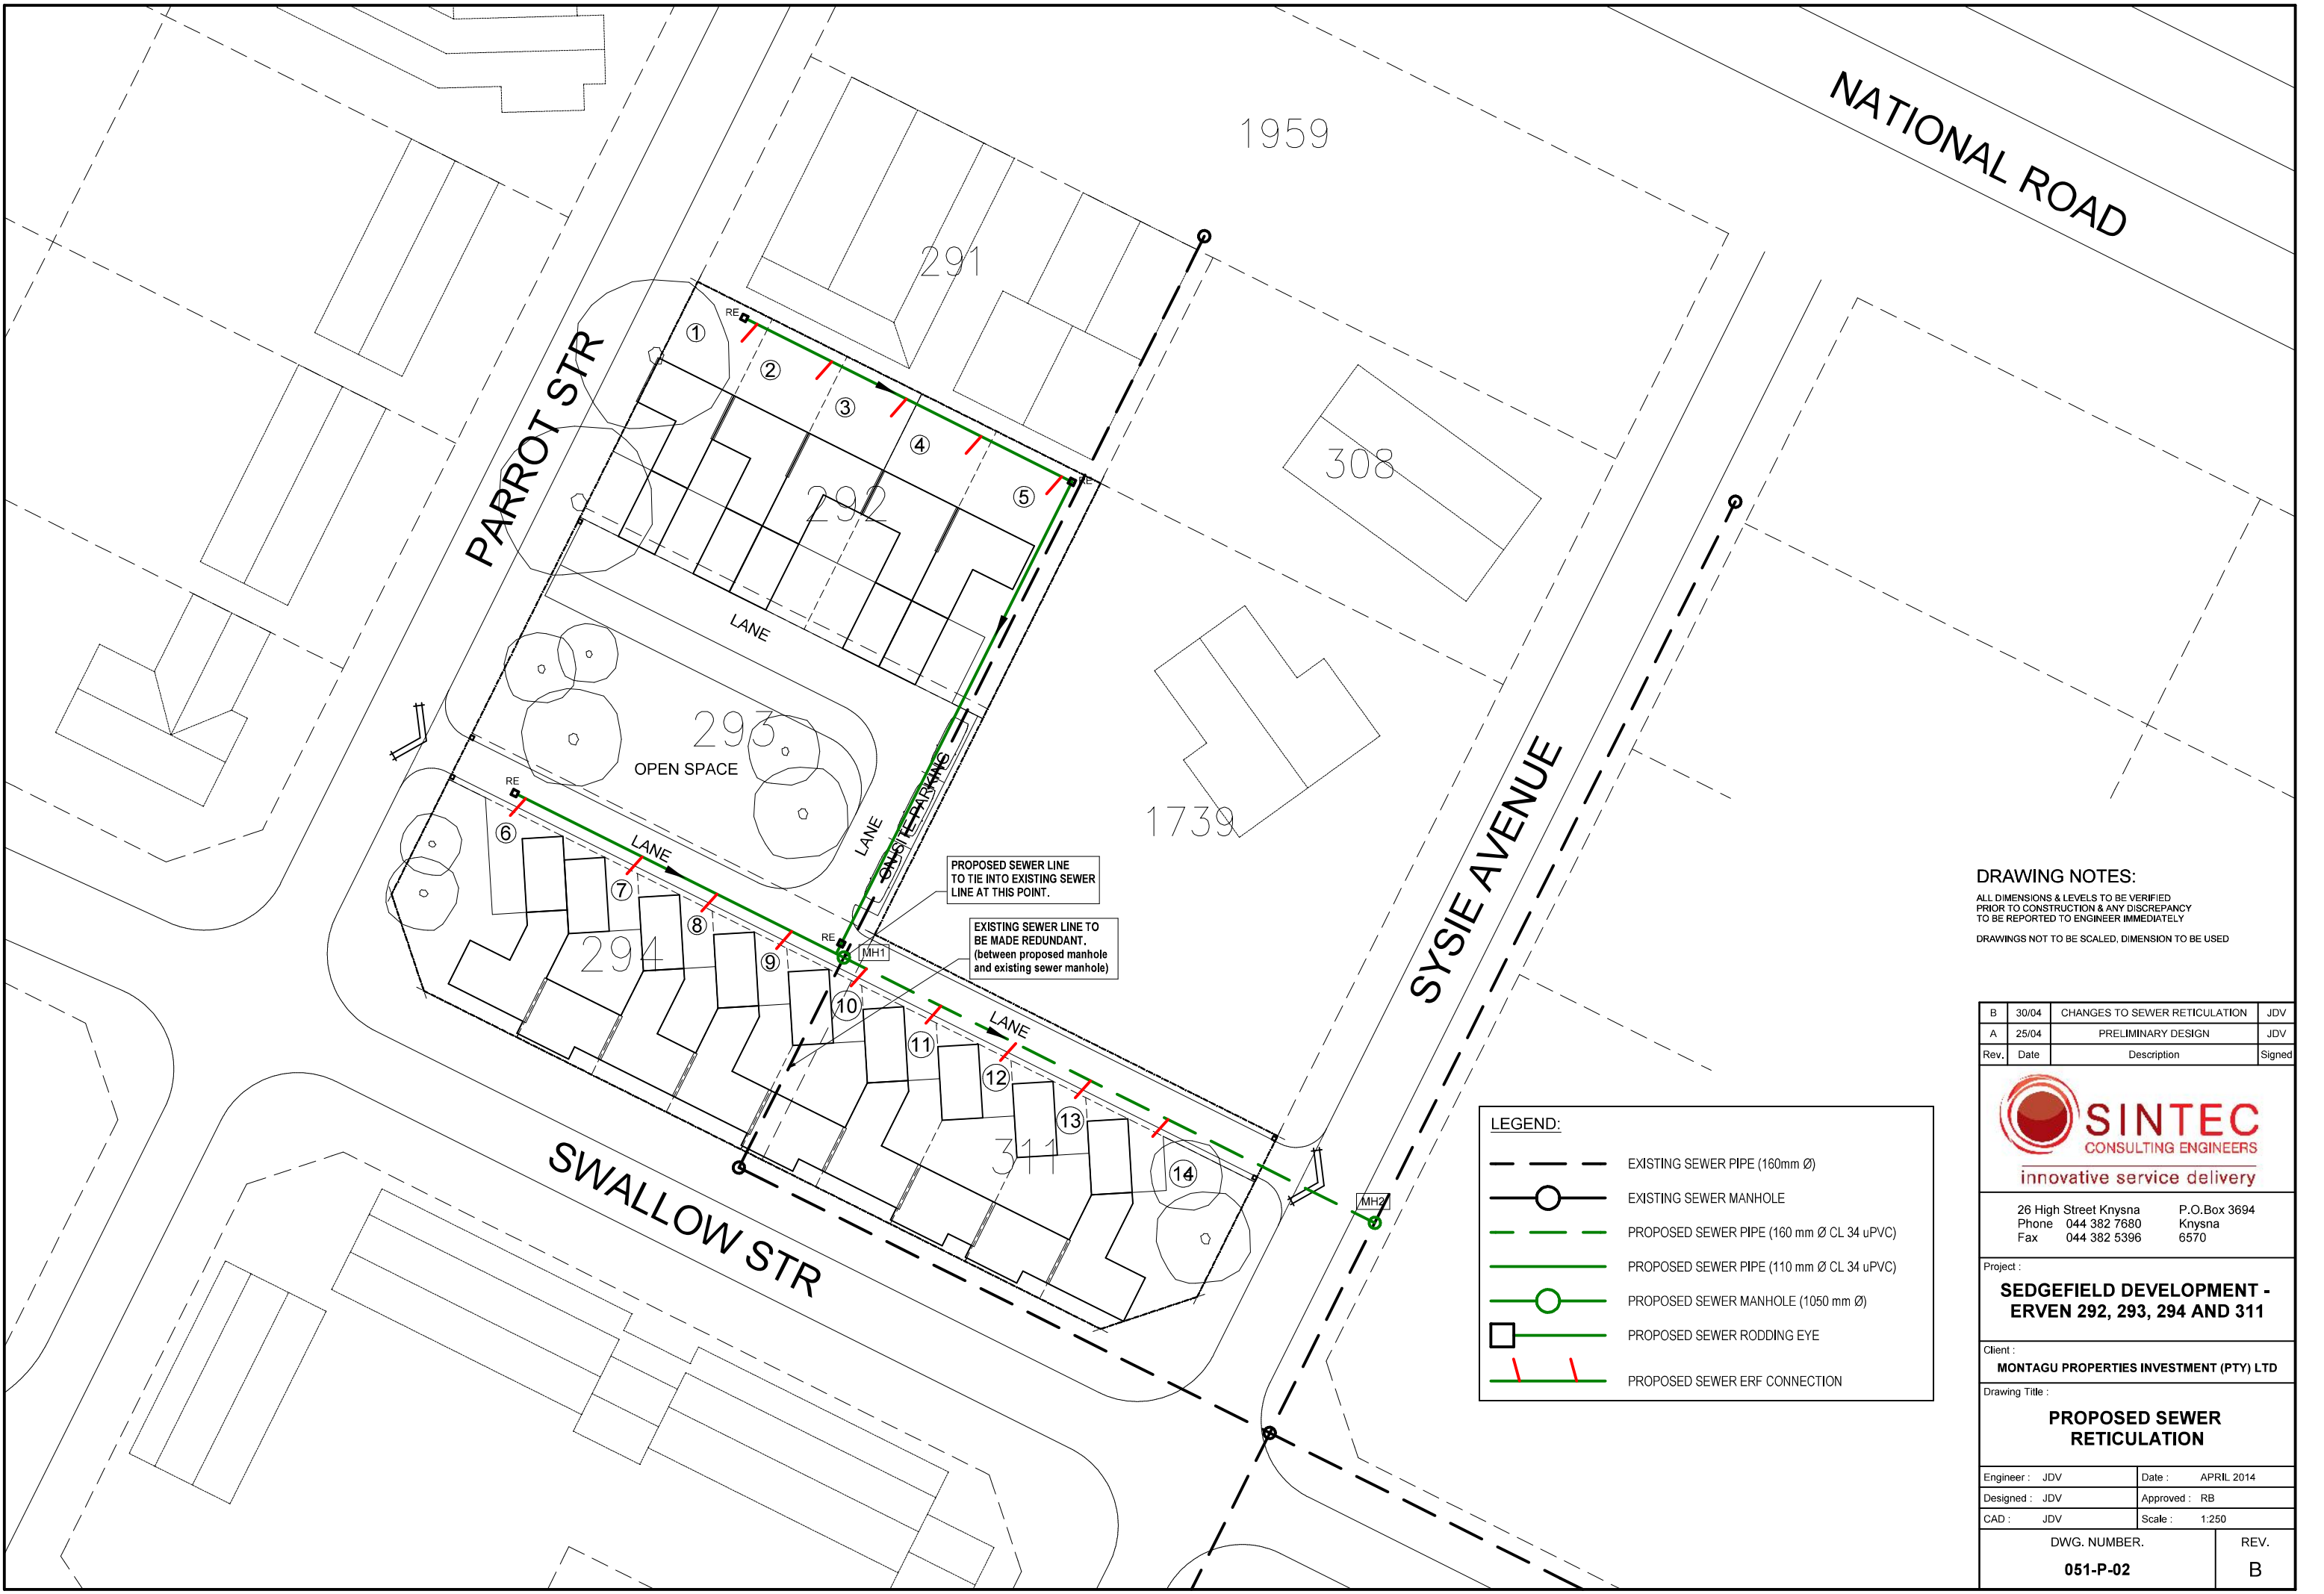 NATIONAL ROAD
1959
291
RE
1
2
3
4
5
RE
308
PARROT STR
292
LANE
293
OPEN SPACE
1739
SYSIE AVENUE
ON SITE PARKING
LANE
RE
6
LANE
7
8
9
10
294
RE
MH1
PROPOSED SEWER LINE
TO TIE INTO EXISTING SEWER
LINE AT THIS POINT.
EXISTING SEWER LINE TO
BE MADE REDUNDANT.
(between proposed manhole
and existing sewer manhole)
LANE
11
12
13
14
311
MH2
SWALLOW STR
LEGEND:
EXISTING SEWER PIPE (160mm Ø)
EXISTING SEWER MANHOLE
PROPOSED SEWER PIPE (160 mm Ø CL 34 uPVC)
PROPOSED SEWER PIPE (110 mm Ø CL 34 uPVC)
PROPOSED SEWER MANHOLE (1050 mm Ø)
PROPOSED SEWER RODDING EYE
PROPOSED SEWER ERF CONNECTION
DRAWING NOTES:
ALL DIMENSIONS & LEVELS TO BE VERIFIED
PRIOR TO CONSTRUCTION & ANY DISCREPANCY
TO BE REPORTED TO ENGINEER IMMEDIATELY
DRAWINGS NOT TO BE SCALED, DIMENSION TO BE USED
B 30/04 CHANGES TO SEWER RETICULATION JDV
A 25/04 PRELIMINARY DESIGN JDV
Rev. Date Description Signed
SINTEC
CONSULTING ENGINEERS
innovative service delivery
26 High Street Knysna P.O.Box 3694
Phone 044 382 7680 Knysna
Fax 044 382 5396 6570
Project :
SEDGEFIELD DEVELOPMENT -
ERVEN 292, 293, 294 AND 311
Client :
MONTAGU PROPERTIES INVESTMENT (PTY) LTD
Drawing Title :
PROPOSED SEWER
RETICULATION
Engineer : JDV Date : APRIL 2014
Designed : JDV Approved : RB
CAD : JDV Scale : 1:250
DWG. NUMBER. REV.
051-P-02 B